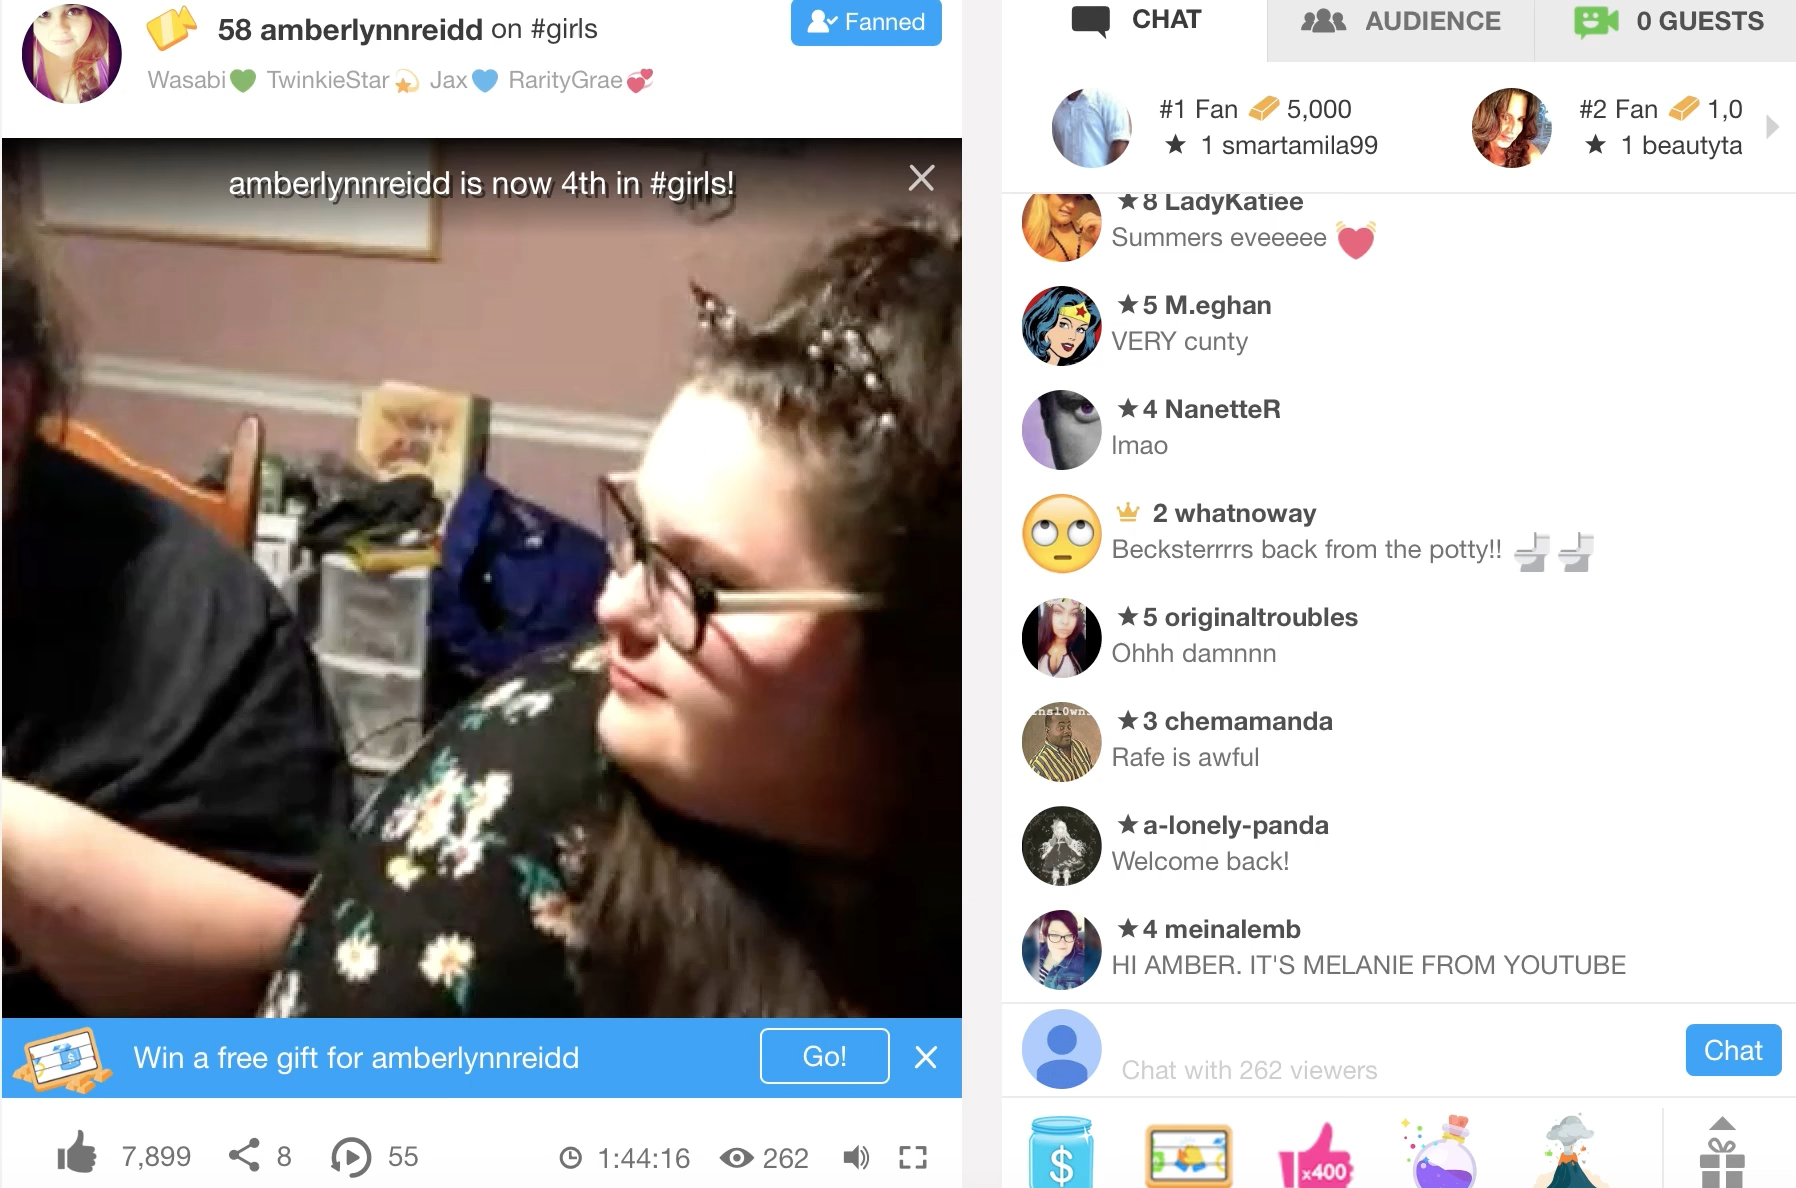 58 amberlynnreidd on #girls
Fanned
Wasabi💚 TwinkieStar💫 Jax💙 RarityGrae💞
amberlynnreidd is now 4th in #girls!
Win a free gift for amberlynnreidd
Go!
7,899
8
55
1:44:16
262
CHAT
AUDIENCE
0 GUESTS
#1 Fan 5,000
★ 1 smartamila99
#2 Fan 1,0
★ 1 beautyta
★8 LadyKatiee
Summers eveeeee 💓
★5 M.eghan
VERY cunty
★4 NanetteR
lmao
2 whatnoway
Becksterrrrs back from the potty!! 🚽🚽
★5 originaltroubles
Ohhh damnnn
★3 chemamanda
Rafe is awful
★a-lonely-panda
Welcome back!
★4 meinalemb
HI AMBER. IT'S MELANIE FROM YOUTUBE
Chat with 262 viewers
Chat
$
x400